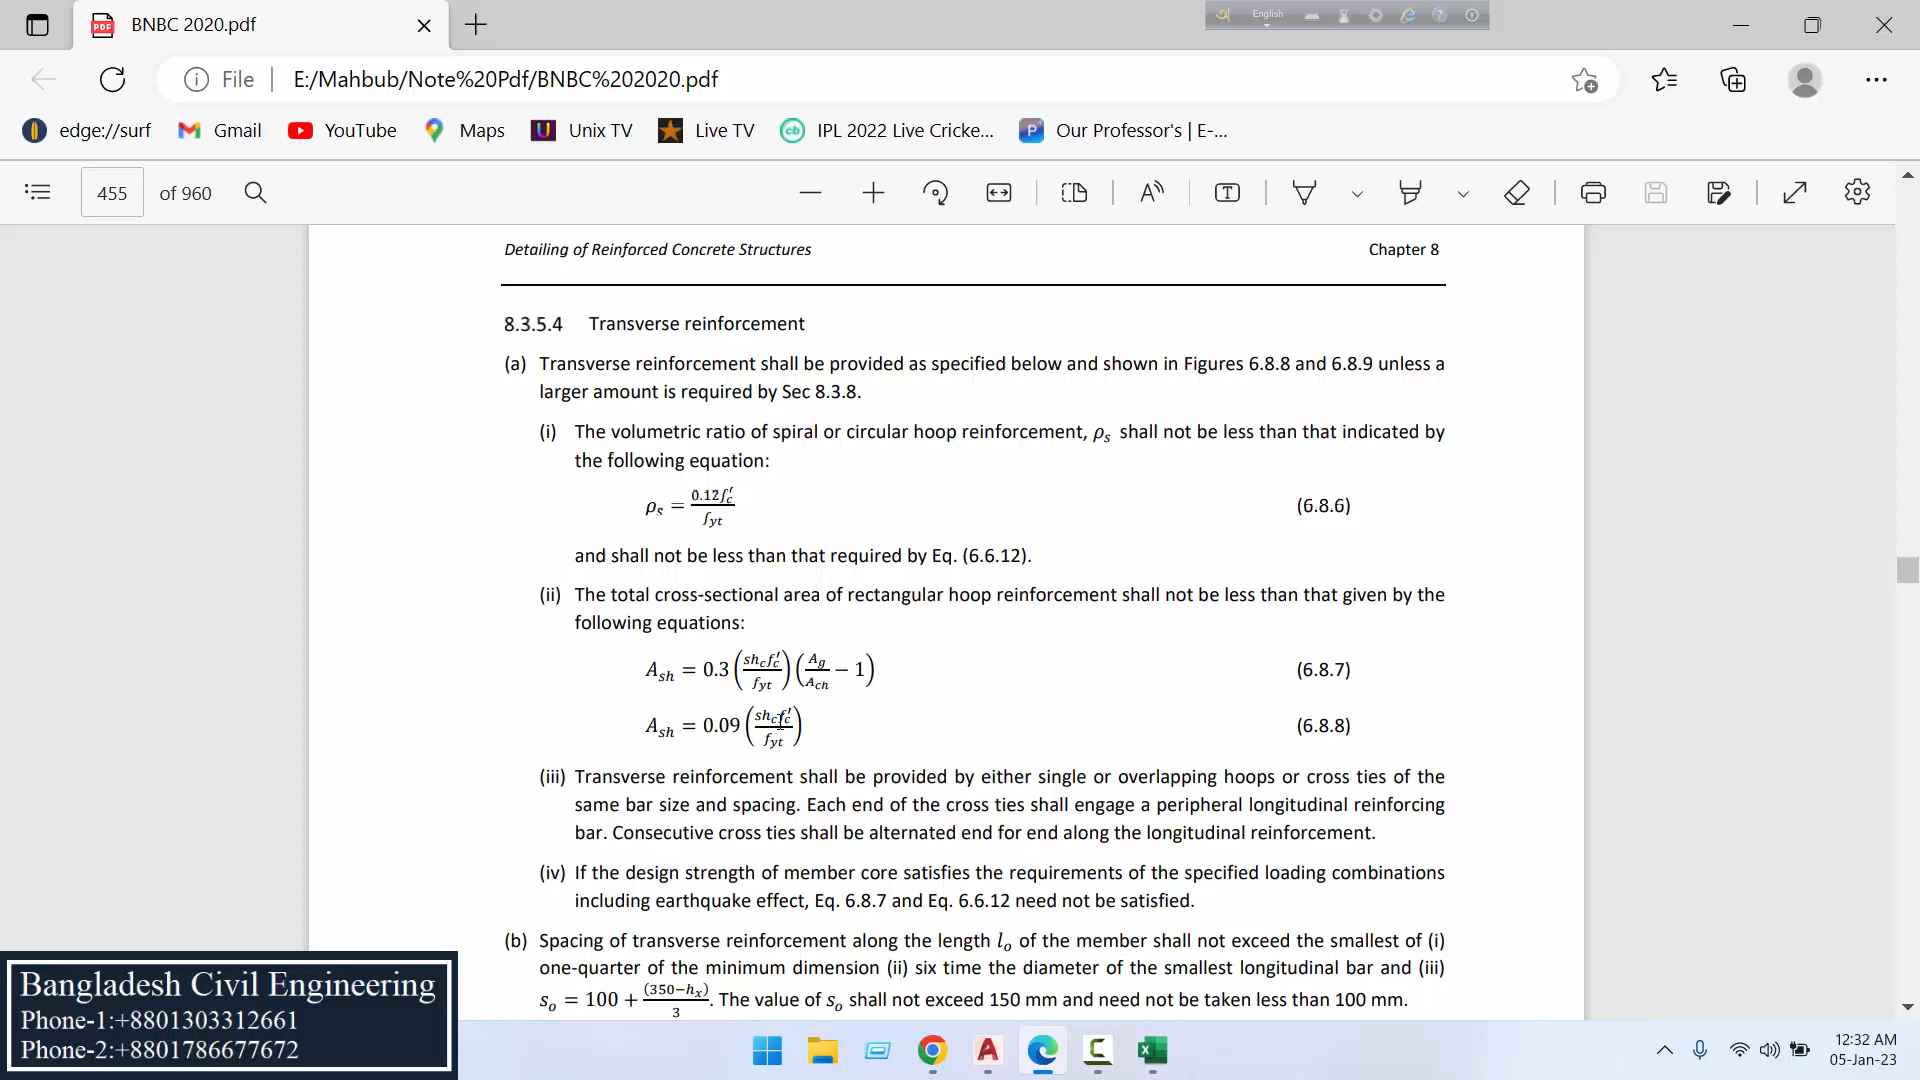 BNBC 2020.pdf
English
File
E:/Mahbub/Note%20Pdf/BNBC%202020.pdf
edge://surf
Gmail
YouTube
Maps
Unix TV
Live TV
IPL 2022 Live Cricke...
Our Professor's | E-...
455 of 960
Detailing of Reinforced Concrete Structures
Chapter 8
8.3.5.4 Transverse reinforcement
(a) Transverse reinforcement shall be provided as specified below and shown in Figures 6.8.8 and 6.8.9 unless a
larger amount is required by Sec 8.3.8.
(i) The volumetric ratio of spiral or circular hoop reinforcement, ρs shall not be less than that indicated by
the following equation:
ρs = 0.12f′c / fyt (6.8.6)
and shall not be less than that required by Eq. (6.6.12).
(ii) The total cross-sectional area of rectangular hoop reinforcement shall not be less than that given by the
following equations:
Ash = 0.3 (shcf′c / fyt) (Ag / Ach − 1) (6.8.7)
Ash = 0.09 (shcf′c / fyt) (6.8.8)
(iii) Transverse reinforcement shall be provided by either single or overlapping hoops or cross ties of the
same bar size and spacing. Each end of the cross ties shall engage a peripheral longitudinal reinforcing
bar. Consecutive cross ties shall be alternated end for end along the longitudinal reinforcement.
(iv) If the design strength of member core satisfies the requirements of the specified loading combinations
including earthquake effect, Eq. 6.8.7 and Eq. 6.6.12 need not be satisfied.
(b) Spacing of transverse reinforcement along the length lo of the member shall not exceed the smallest of (i)
one-quarter of the minimum dimension (ii) six time the diameter of the smallest longitudinal bar and (iii)
so = 100 + (350−hx) / 3. The value of so shall not exceed 150 mm and need not be taken less than 100 mm.
Bangladesh Civil Engineering
Phone-1:+8801303312661
Phone-2:+8801786677672
12:32 AM
05-Jan-23